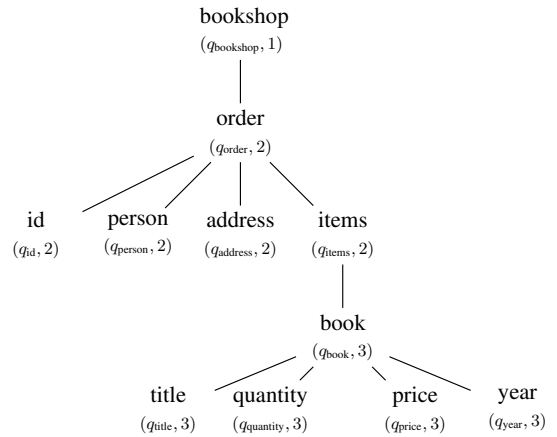 bookshop
(q_bookshop, 1)
order
(q_order, 2)
id person address items
(q_id, 2) (q_person, 2) (q_address, 2) (q_items, 2)
book
(q_book, 3)
title quantity price year
(q_title, 3) (q_quantity, 3) (q_price, 3) (q_year, 3)